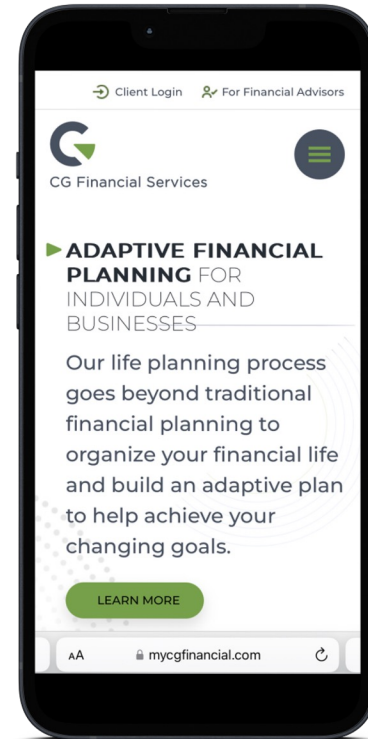 Client Login For Financial Advisors
CG Financial Services
ADAPTIVE FINANCIAL
PLANNING FOR
INDIVIDUALS AND
BUSINESSES
Our life planning process
goes beyond traditional
financial planning to
organize your financial life
and build an adaptive plan
to help achieve your
changing goals.
LEARN MORE
AA mycgfinancial.com